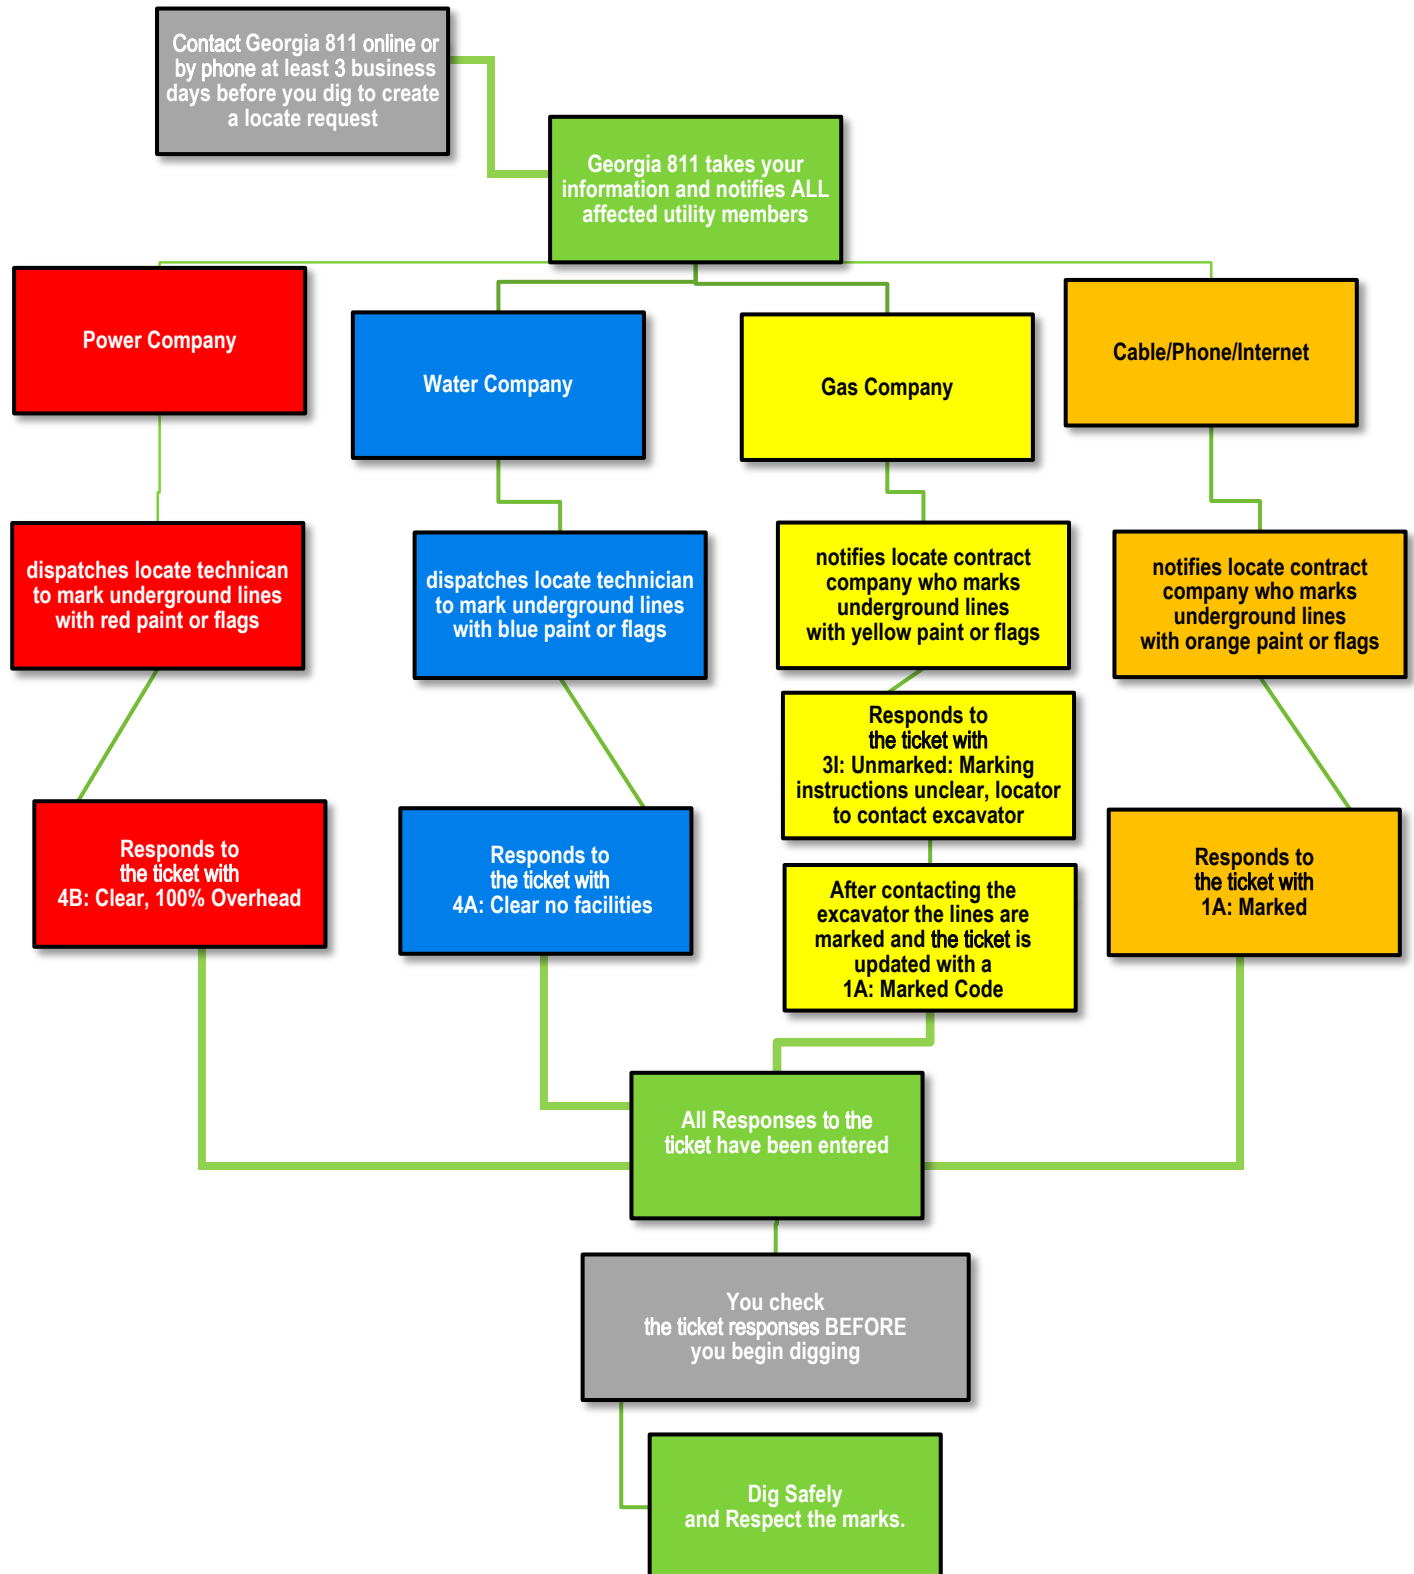 Contact Georgia 811 online or
by phone at least 3 business
days before you dig to create
a locate request
Georgia 811 takes your
information and notifies ALL
affected utility members
Power Company
Water Company
Gas Company
Cable/Phone/Internet
dispatches locate technican
to mark underground lines
with red paint or flags
dispatches locate technician
to mark underground lines
with blue paint or flags
notifies locate contract
company who marks
underground lines
with yellow paint or flags
notifies locate contract
company who marks
underground lines
with orange paint or flags
Responds to
the ticket with
4B: Clear, 100% Overhead
Responds to
the ticket with
4A: Clear no facilities
Responds to
the ticket with
3I: Unmarked: Marking
instructions unclear, locator
to contact excavator
After contacting the
excavator the lines are
marked and the ticket is
updated with a
1A: Marked Code
Responds to
the ticket with
1A: Marked
All Responses to the
ticket have been entered
You check
the ticket responses BEFORE
you begin digging
Dig Safely
and Respect the marks.